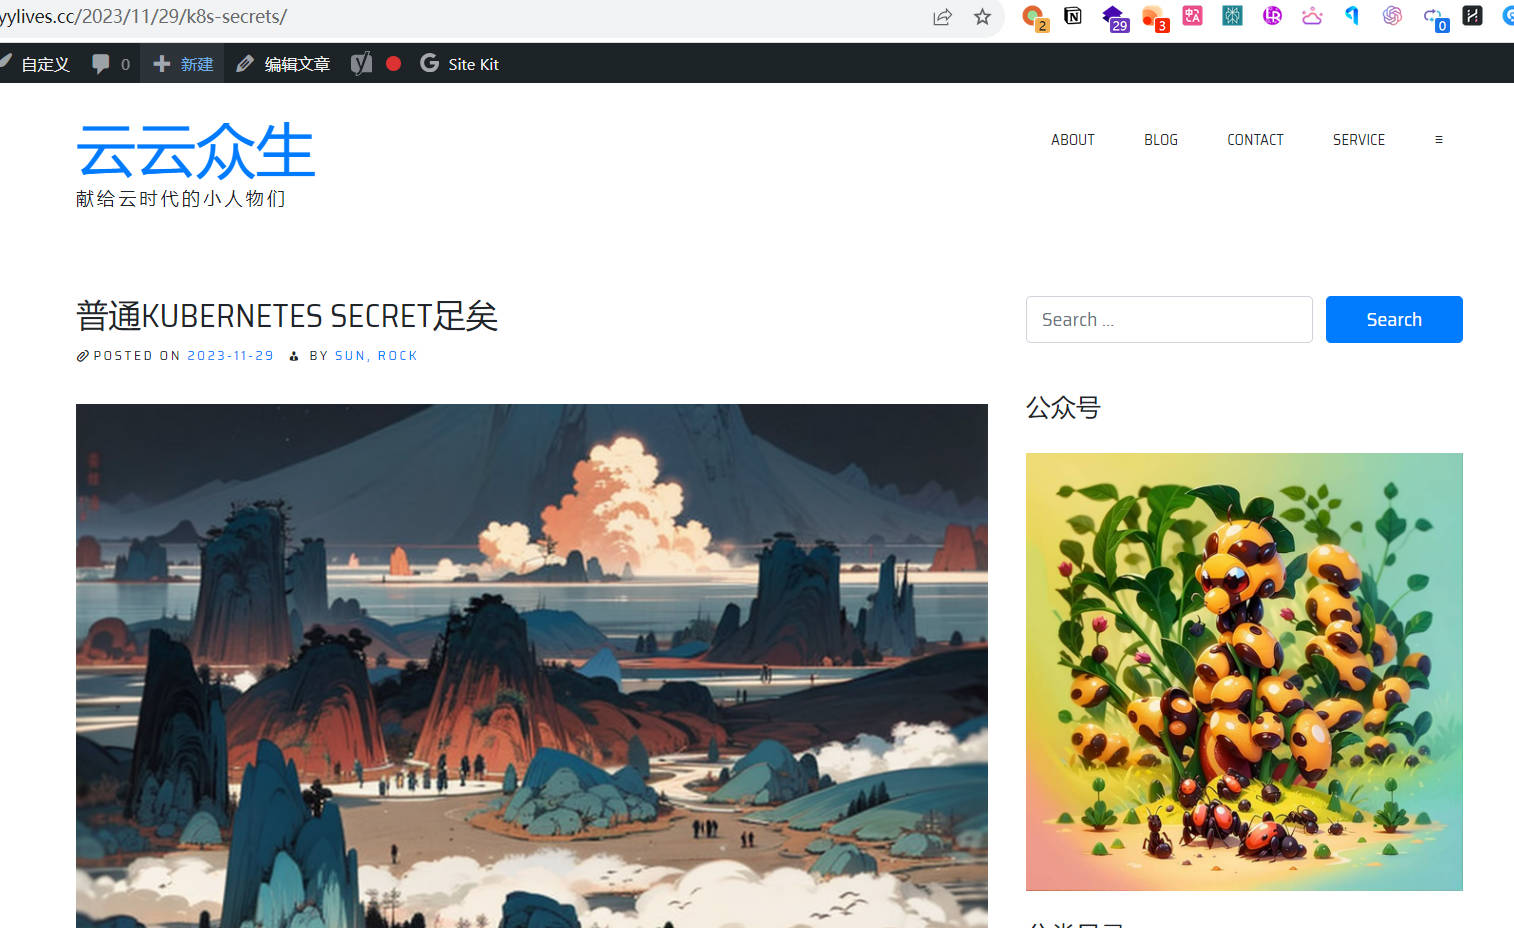 yylives.cc/2023/11/29/k8s-secrets/
2
29
3
0
自定义 0 新建 编辑文章 Site Kit
云云众生
献给云时代的小人物们
ABOUT BLOG CONTACT SERVICE ≡
普通KUBERNETES SECRET足矣
POSTED ON 2023-11-29 BY SUN, ROCK
Search ...
Search
公众号